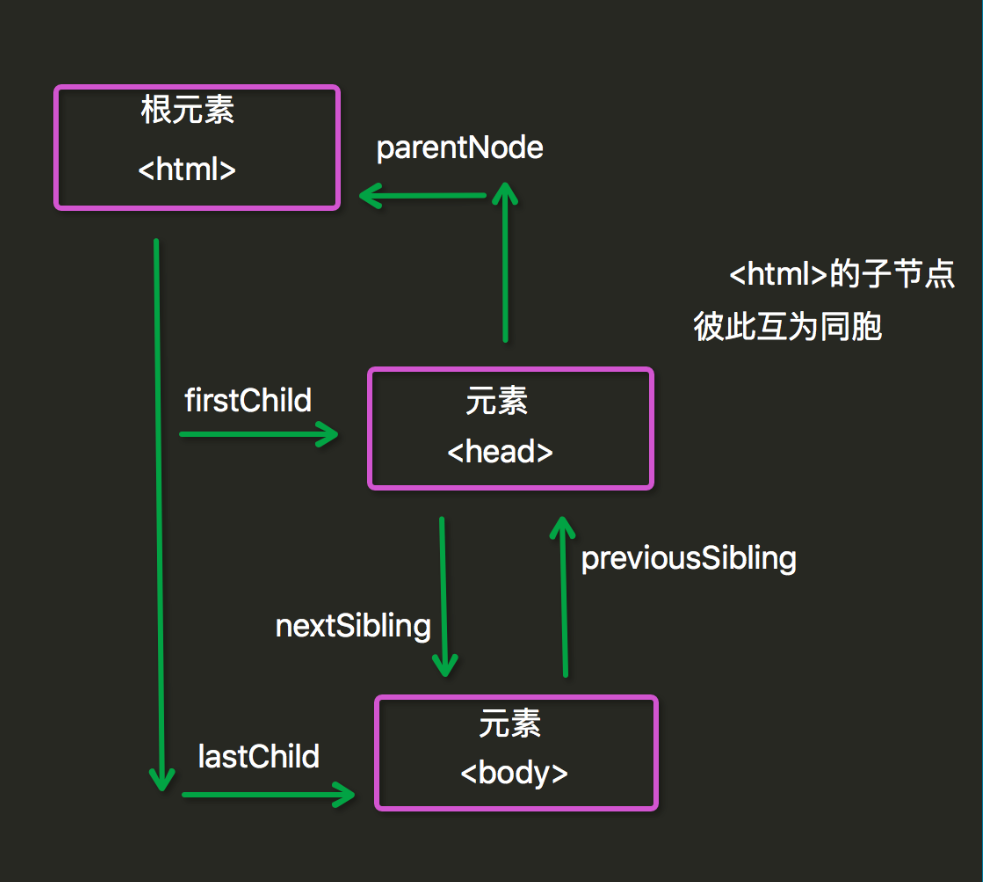 根元素
<html>
parentNode
<html>的子节点
彼此互为同胞
firstChild
元素
<head>
previousSibling
nextSibling
元素
<body>
lastChild